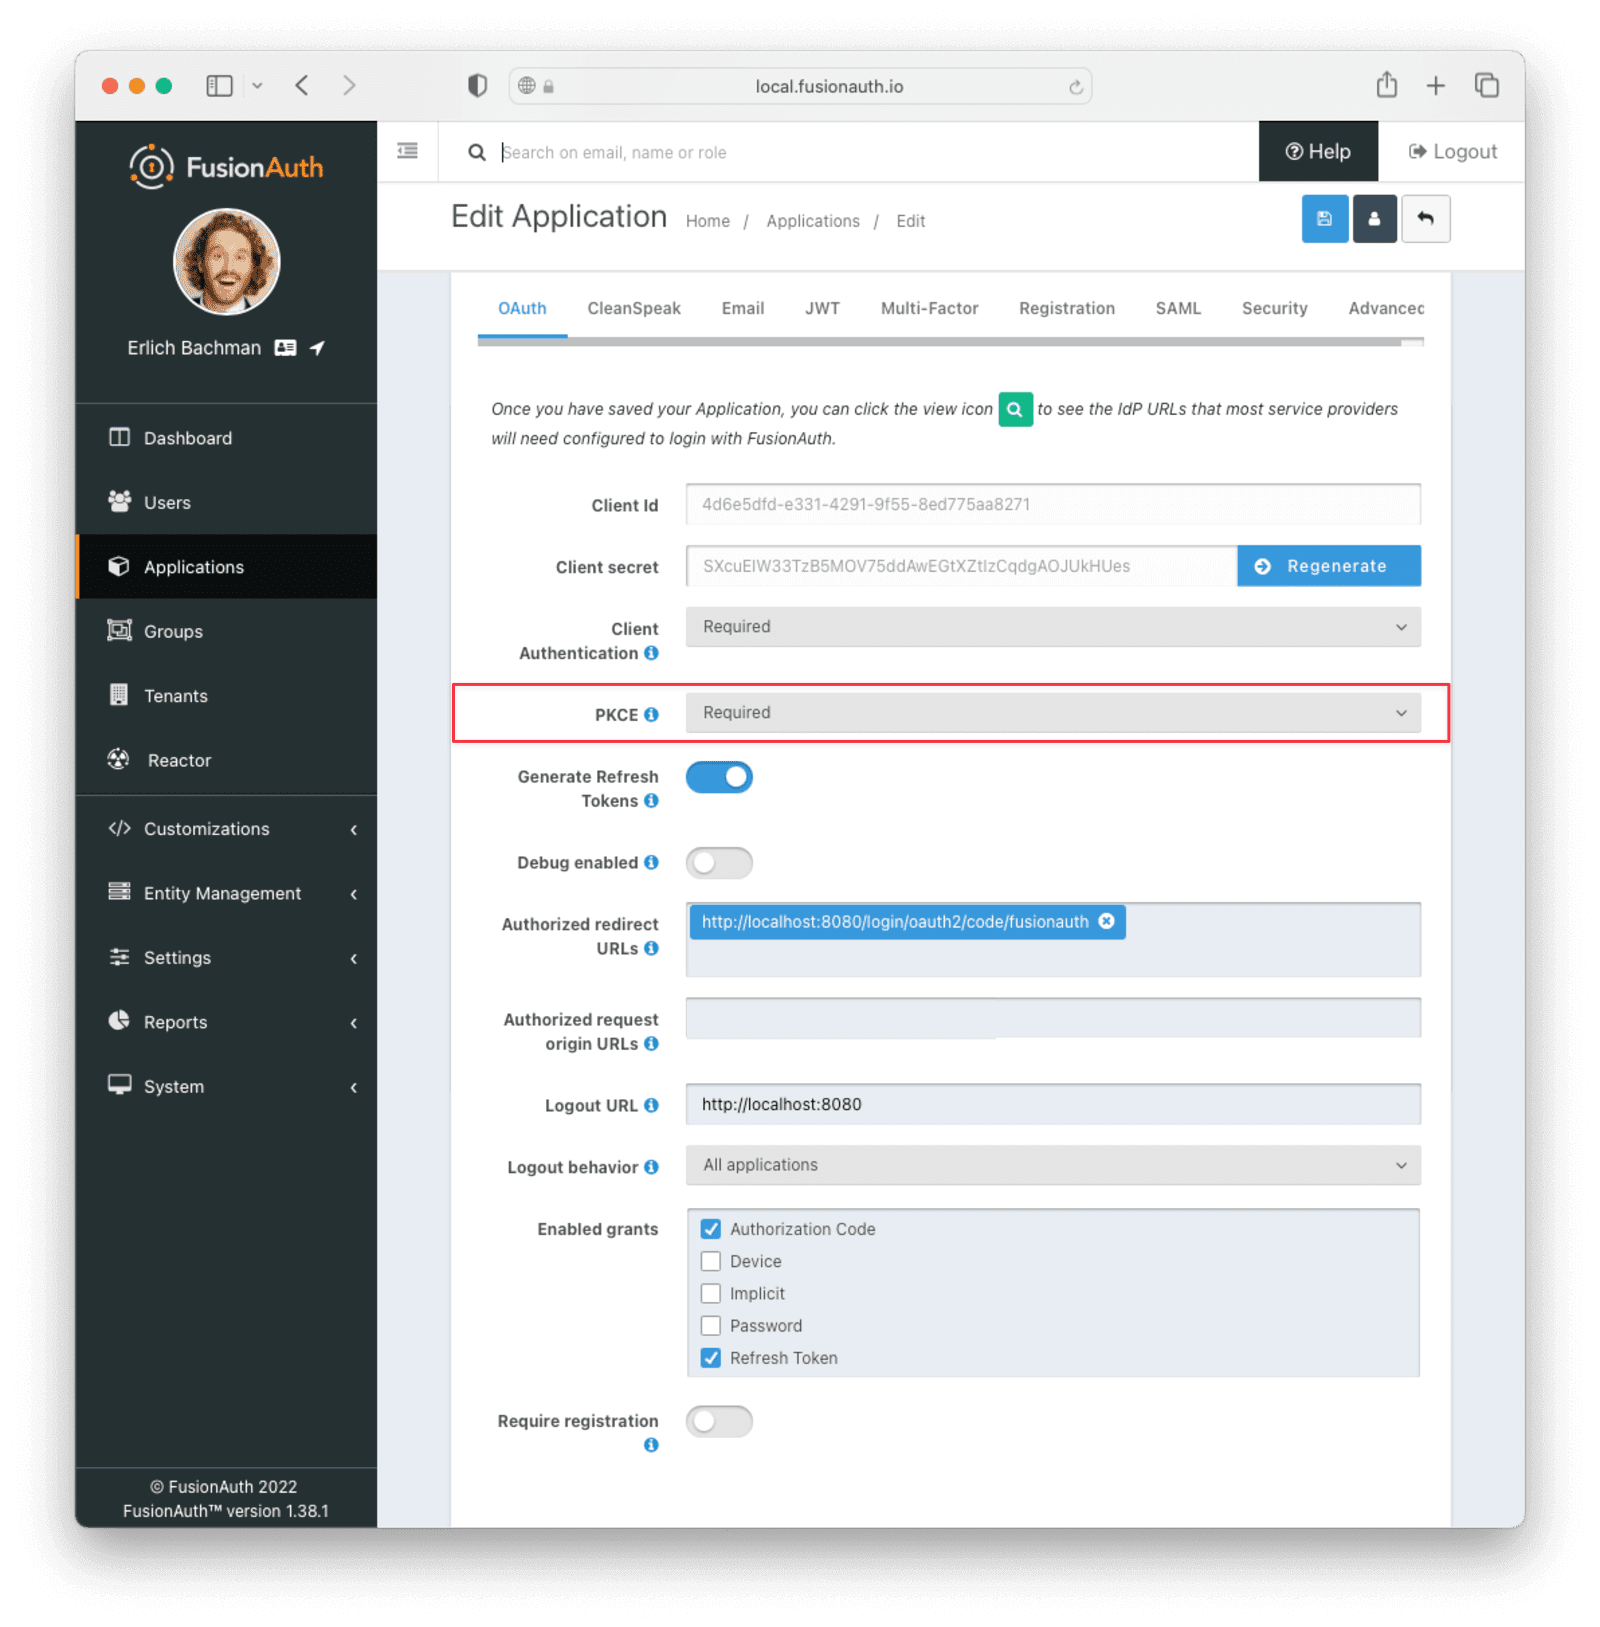 local.fusionauth.io
FusionAuth
Search on email, name or role
Help
Logout
Edit Application
Home / Applications / Edit
Erlich Bachman
Dashboard
Users
Applications
Groups
Tenants
Reactor
Customizations
Entity Management
Settings
Reports
System
© FusionAuth 2022
FusionAuth™ version 1.38.1
OAuth CleanSpeak Email JWT Multi-Factor Registration SAML Security Advanced
Once you have saved your Application, you can click the view icon to see the IdP URLs that most service providers
will need configured to login with FusionAuth.
Client Id 4d6e5dfd-e331-4291-9f55-8ed775aa8271
Client secret SXcuEIW33TzB5MOV75ddAwEGtXZtIzCqdgAOJUkHUes Regenerate
Client Authentication Required
PKCE Required
Generate Refresh
Tokens
Debug enabled
Authorized redirect
URLs
http://localhost:8080/login/oauth2/code/fusionauth
Authorized request
origin URLs
Logout URL http://localhost:8080
Logout behavior All applications
Enabled grants
Authorization Code
Device
Implicit
Password
Refresh Token
Require registration